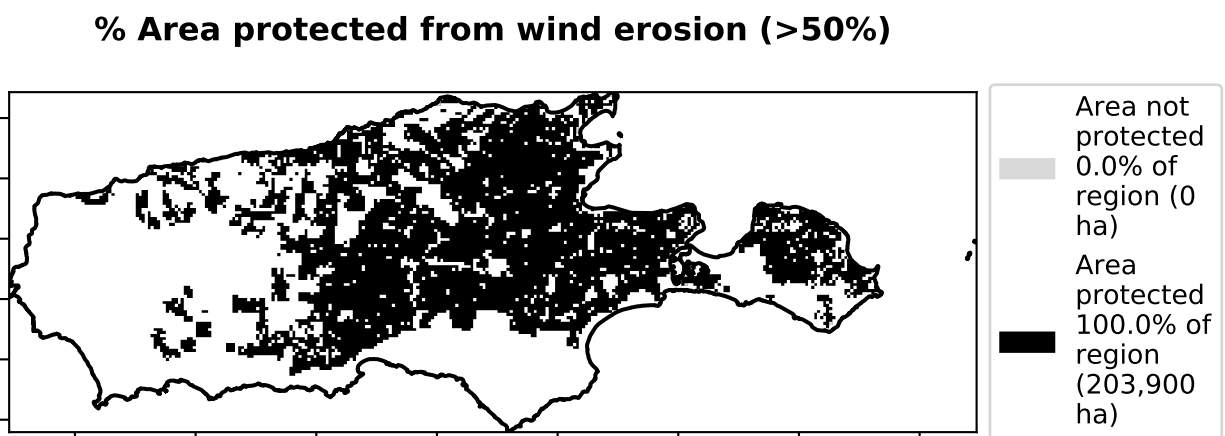 % Area protected from wind erosion (>50%)
Area not
protected
0.0% of
region (0
ha)
Area
protected
100.0% of
region
(203,900
ha)